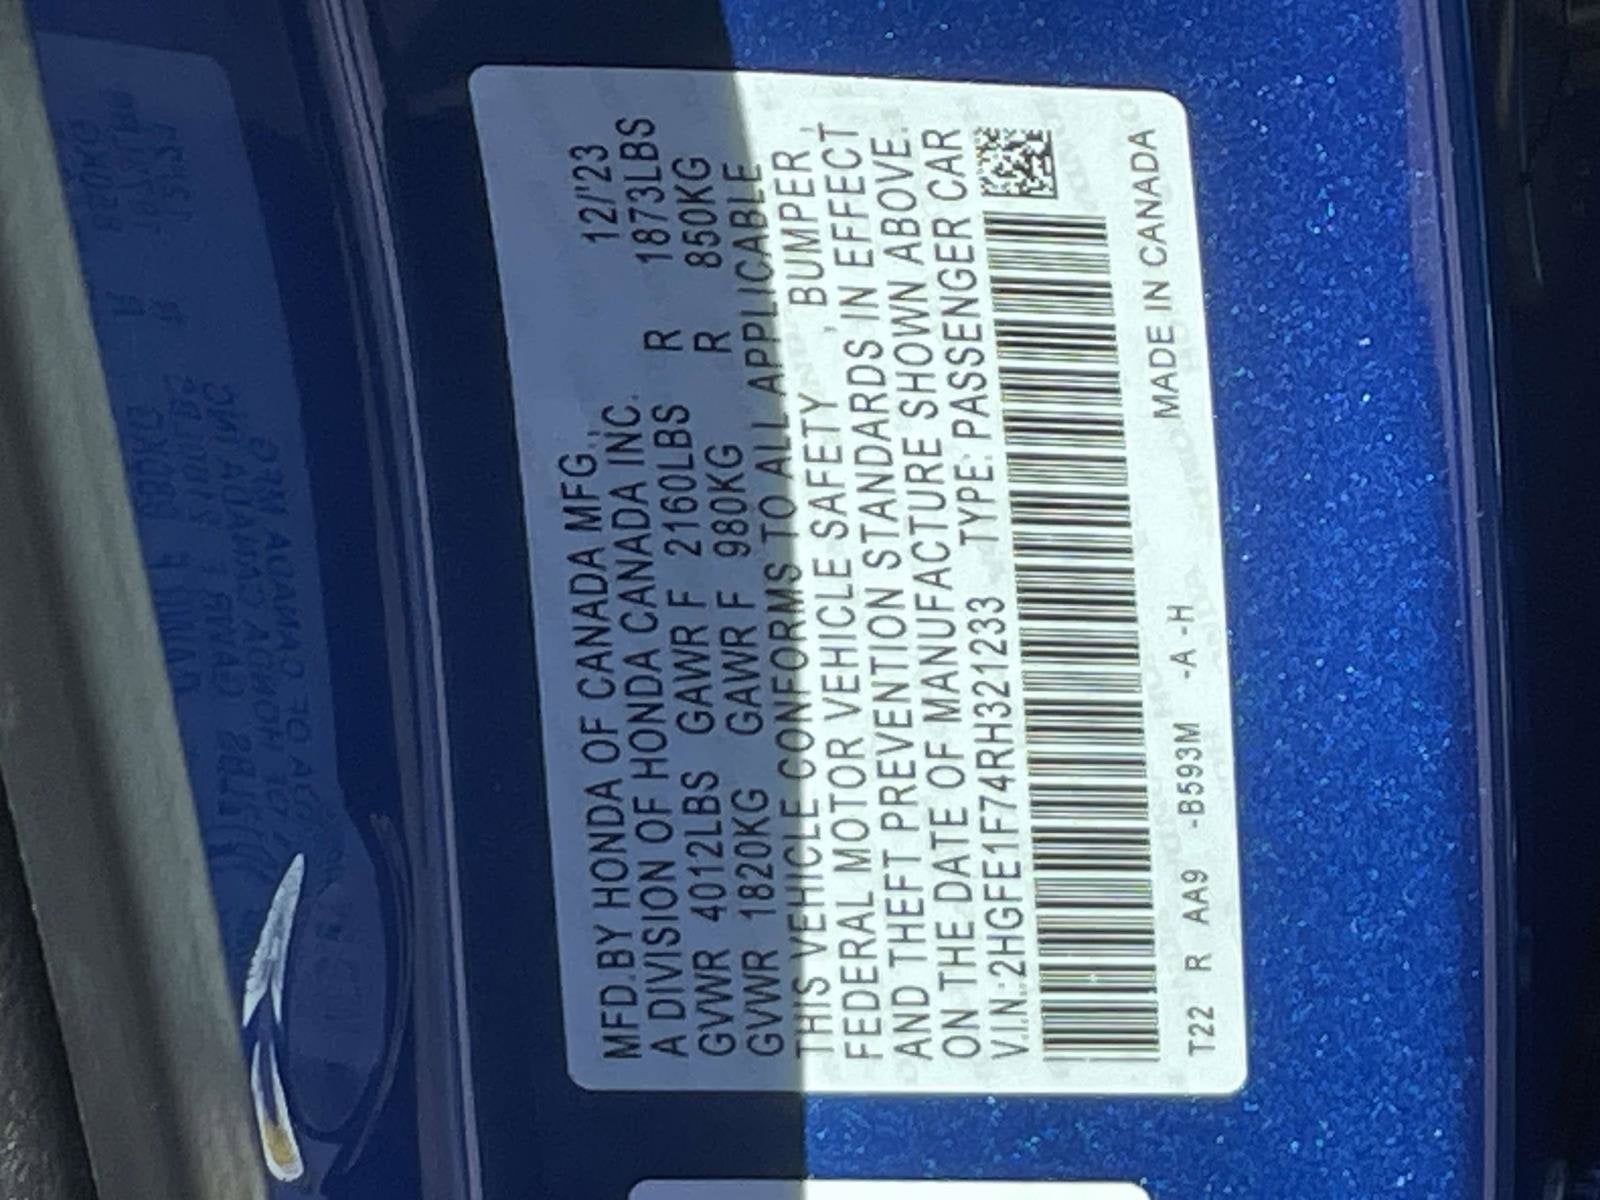 MFD.BY HONDA OF CANADA MFG., 12/'23
A DIVISION OF HONDA CANADA INC.
GVWR 4012LBS GAWR F 2160LBS R 1873LBS
GVWR 1820KG GAWR F 980KG R 850KG
THIS VEHICLE CONFORMS TO ALL APPLICABLE
FEDERAL MOTOR VEHICLE SAFETY, BUMPER,
AND THEFT PREVENTION STANDARDS IN EFFECT
ON THE DATE OF MANUFACTURE SHOWN ABOVE.
V.I.N.:2HGFE1F74RH321233 TYPE: PASSENGER CAR
MADE IN CANADA
T22 R AA9 -B593M -A -H